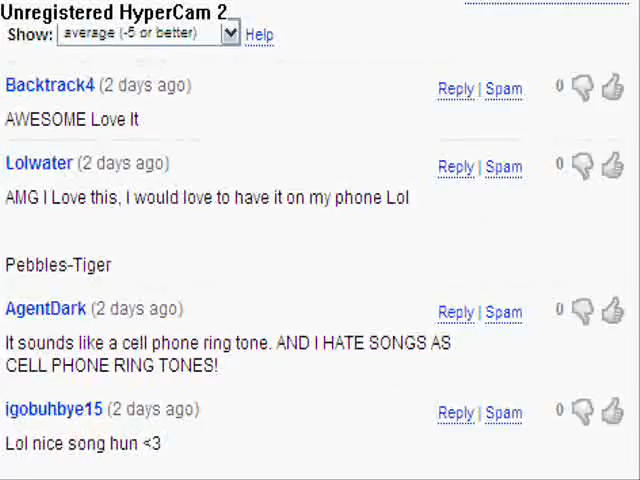 Unregistered HyperCam 2
Show: average (-5 or better) Help
Backtrack4 (2 days ago) Reply | Spam 0
AWESOME Love It
Lolwater (2 days ago) Reply | Spam 0
AMG I Love this, I would love to have it on my phone Lol
Pebbles-Tiger
AgentDark (2 days ago) Reply | Spam 0
It sounds like a cell phone ring tone. AND I HATE SONGS AS
CELL PHONE RING TONES!
igobuhbye15 (2 days ago) Reply | Spam 0
Lol nice song hun <3